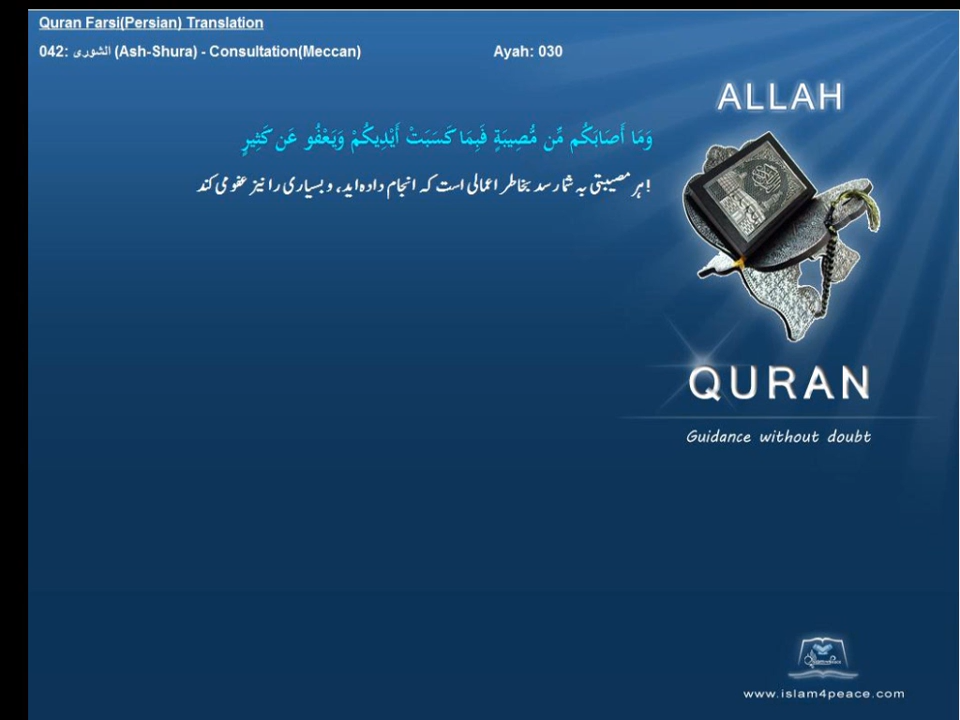 Quran Farsi(Persian) Translation
042: الشورى (Ash-Shura) - Consultation(Meccan) Ayah: 030
ALLAH
وَمَا أَصَابَكُم مِّن مُّصِيبَةٍ فَبِمَا كَسَبَتْ أَيْدِيكُمْ وَيَعْفُو عَن كَثِيرٍ
هر مصیبتی به شما رسد بخاطر اعمالی است که انجام داده‌اید، و بسیاری را نیز عفو می کند!
QURAN
Guidance without doubt
www.islam4peace.com